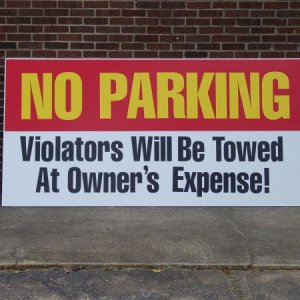 NO PARKING
Violators Will Be Towed
At Owner's Expense!